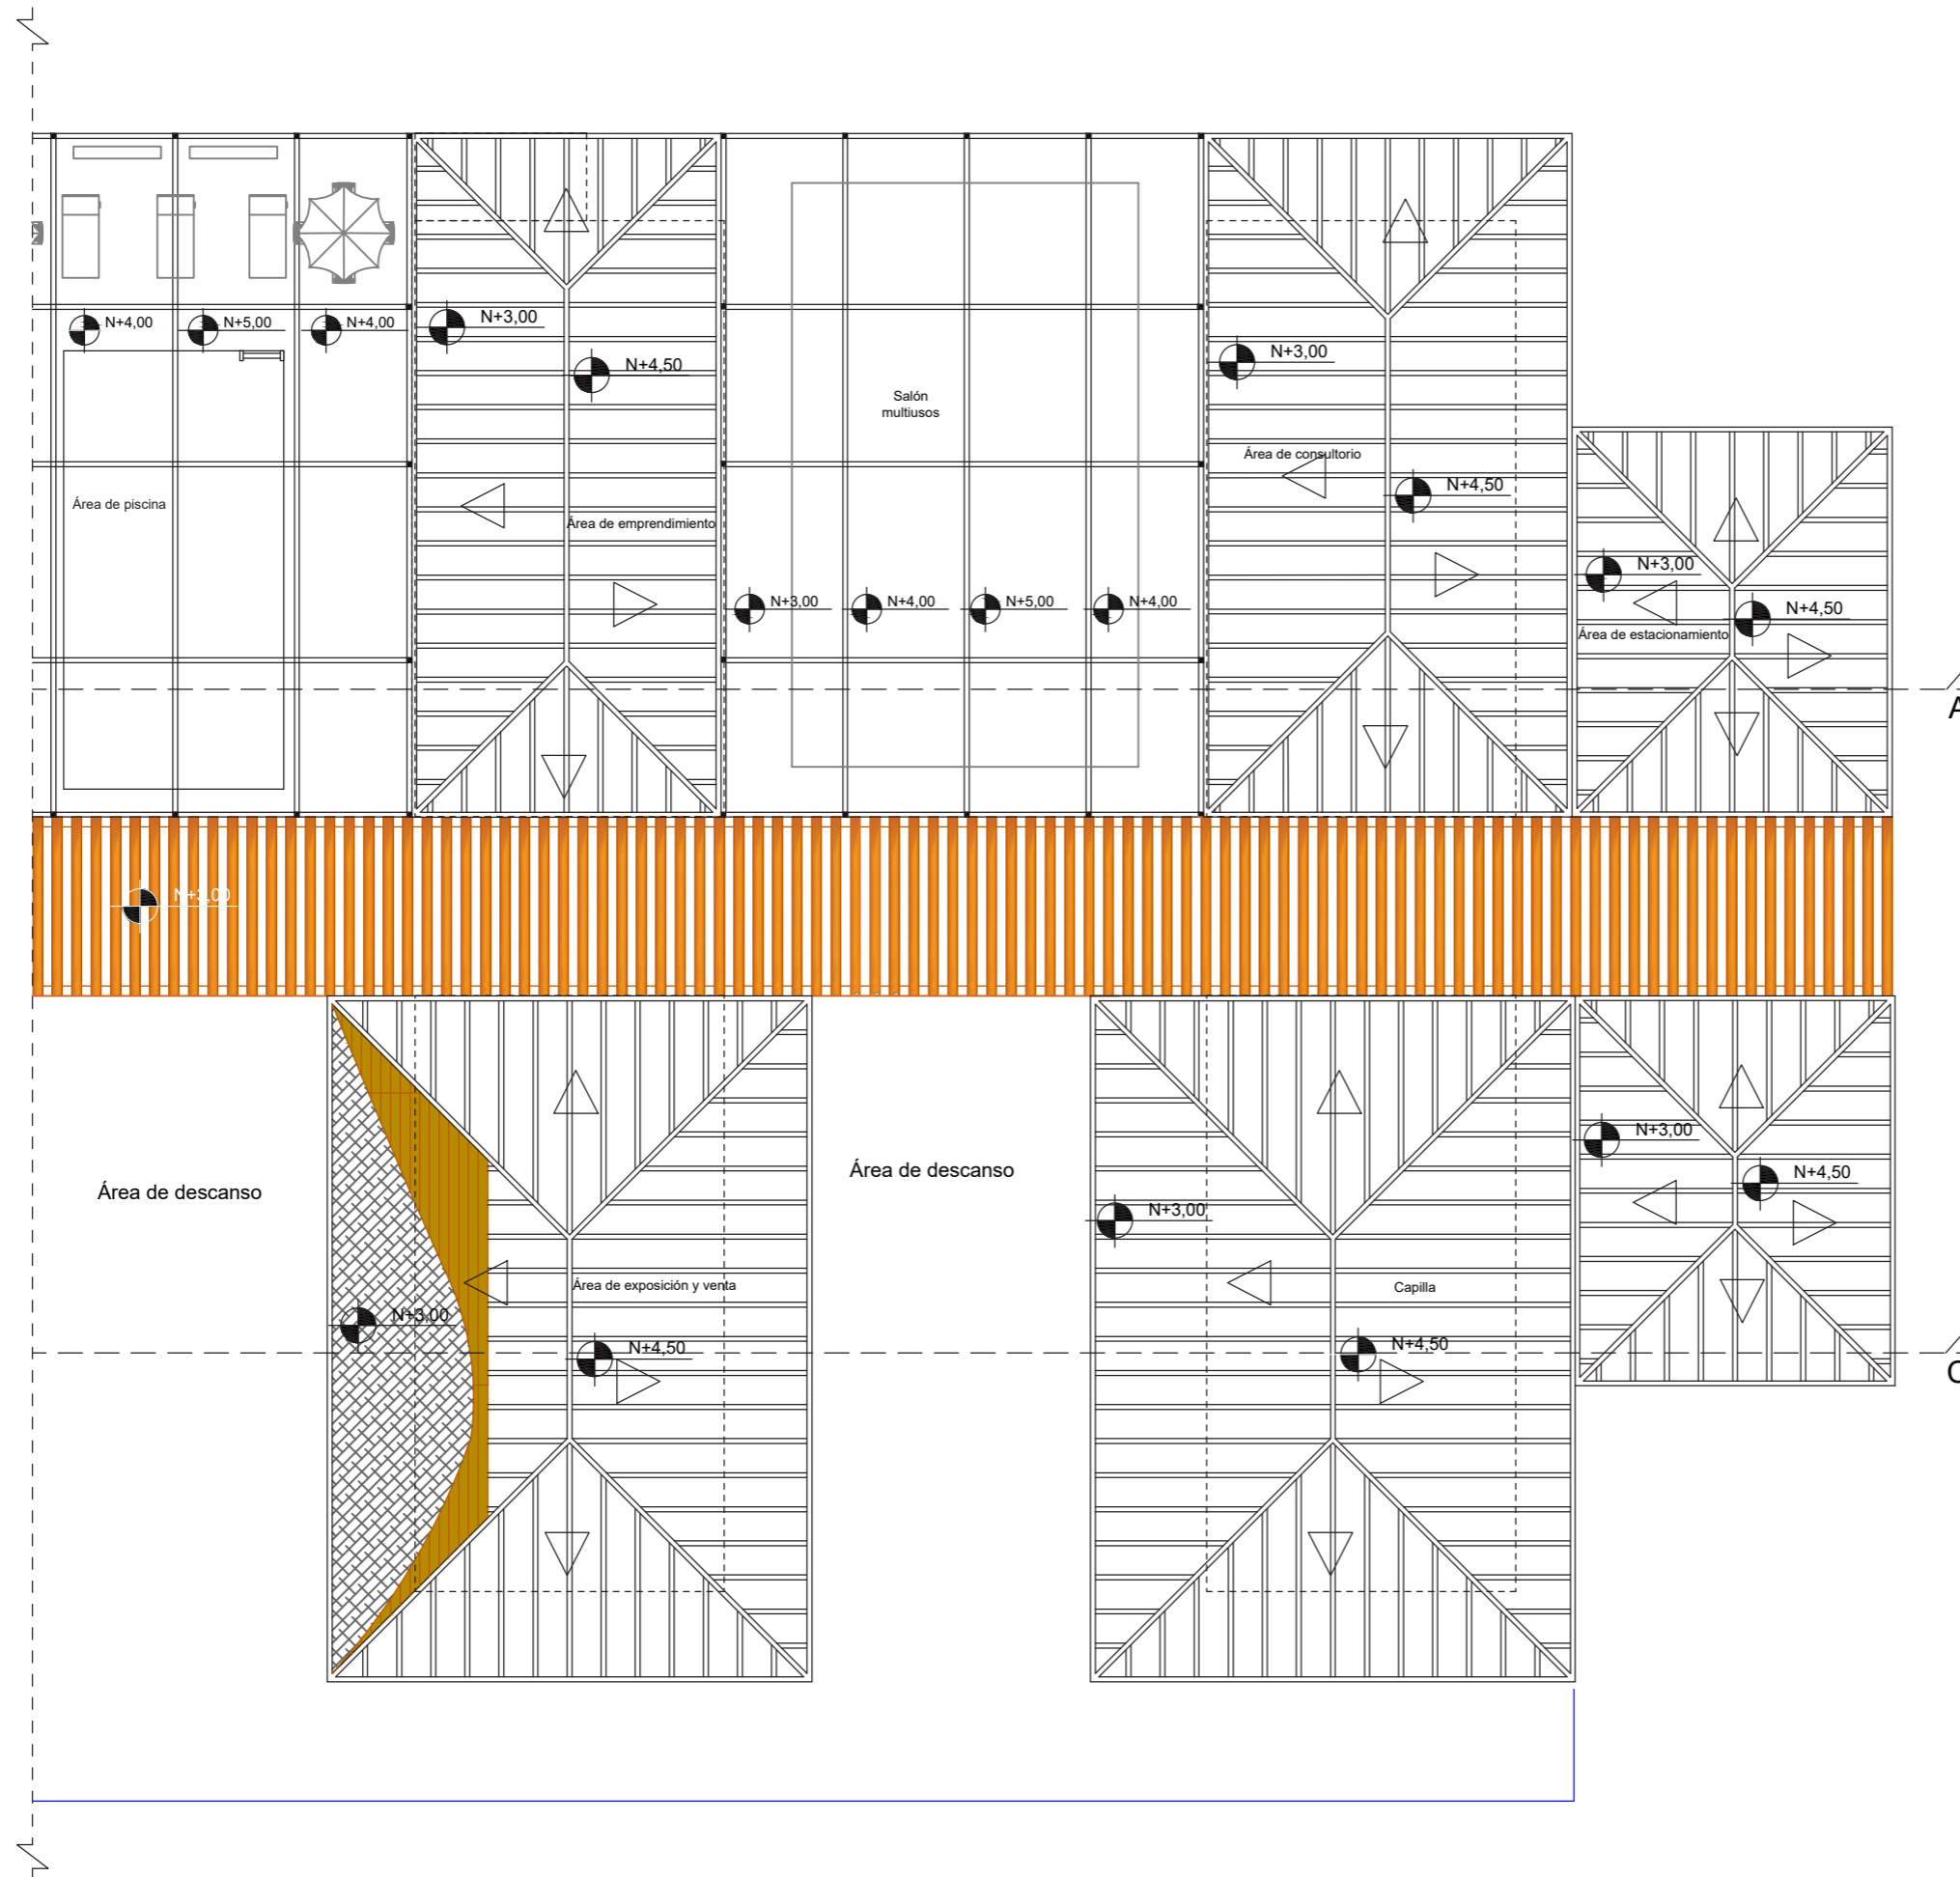 N+4,00
N+5,00
N+4,00
N+3,00
N+4,50
Salón
multiusos
N+3,00
Área de consultorio
N+4,50
Área de piscina
Área de emprendimiento
N+3,00
N+3,00
N+4,00
N+5,00
N+4,00
N+4,50
Área de estacionamiento
A
N+3,00
N+3,00
Área de descanso
Área de descanso
N+4,50
N+3,00
Área de exposición y venta
Capilla
N+3,00
N+4,50
N+4,50
C